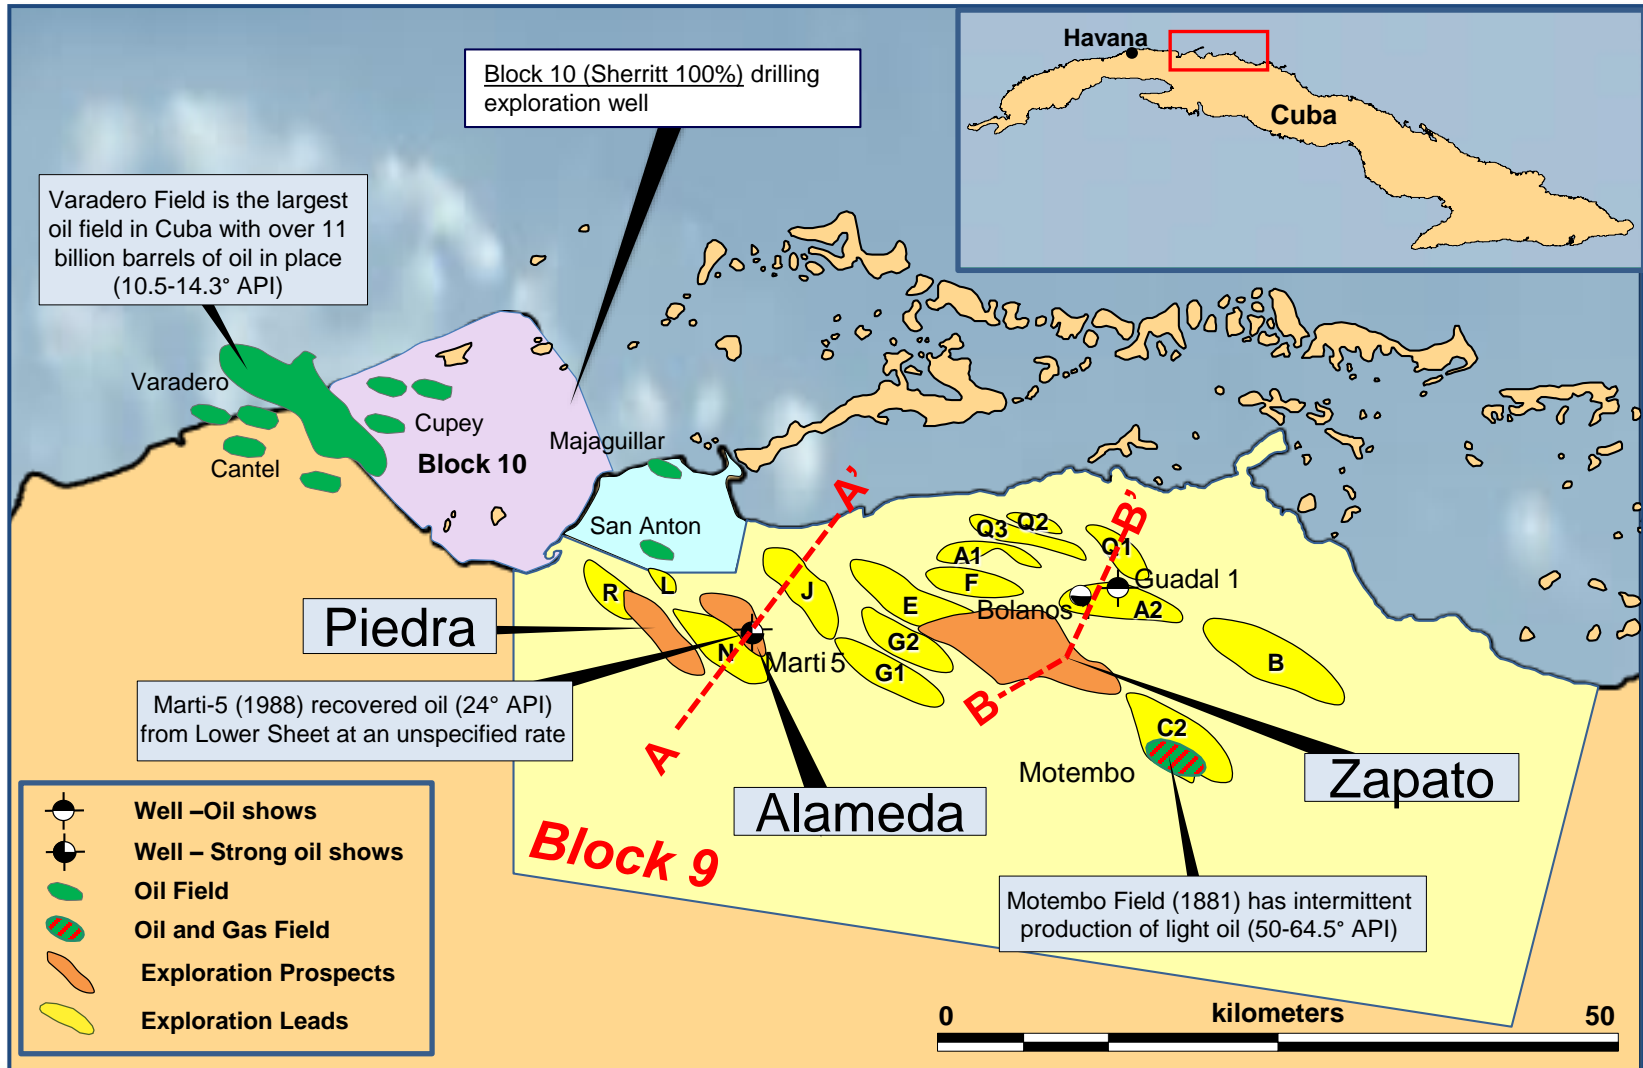 Havana
Cuba
Block 10 (Sherritt 100%) drilling
exploration well
Varadero Field is the largest
oil field in Cuba with over 11
billion barrels of oil in place
(10.5-14.3° API)
Varadero
Cupey
Cantel
Block 10
Majaguillar
San Anton
A’
B’
Q2
Q3
Q1
A1
F
Guadal 1
Bolanos
A2
R
L
J
E
G2
G1
N
B
Piedra
Marti 5
Marti-5 (1988) recovered oil (24° API)
from Lower Sheet at an unspecified rate
A
B
C2
Motembo
Zapato
Alameda
Block 9
Motembo Field (1881) has intermittent
production of light oil (50-64.5° API)
Well –Oil shows
Well – Strong oil shows
Oil Field
Oil and Gas Field
Exploration Prospects
Exploration Leads
0 kilometers 50